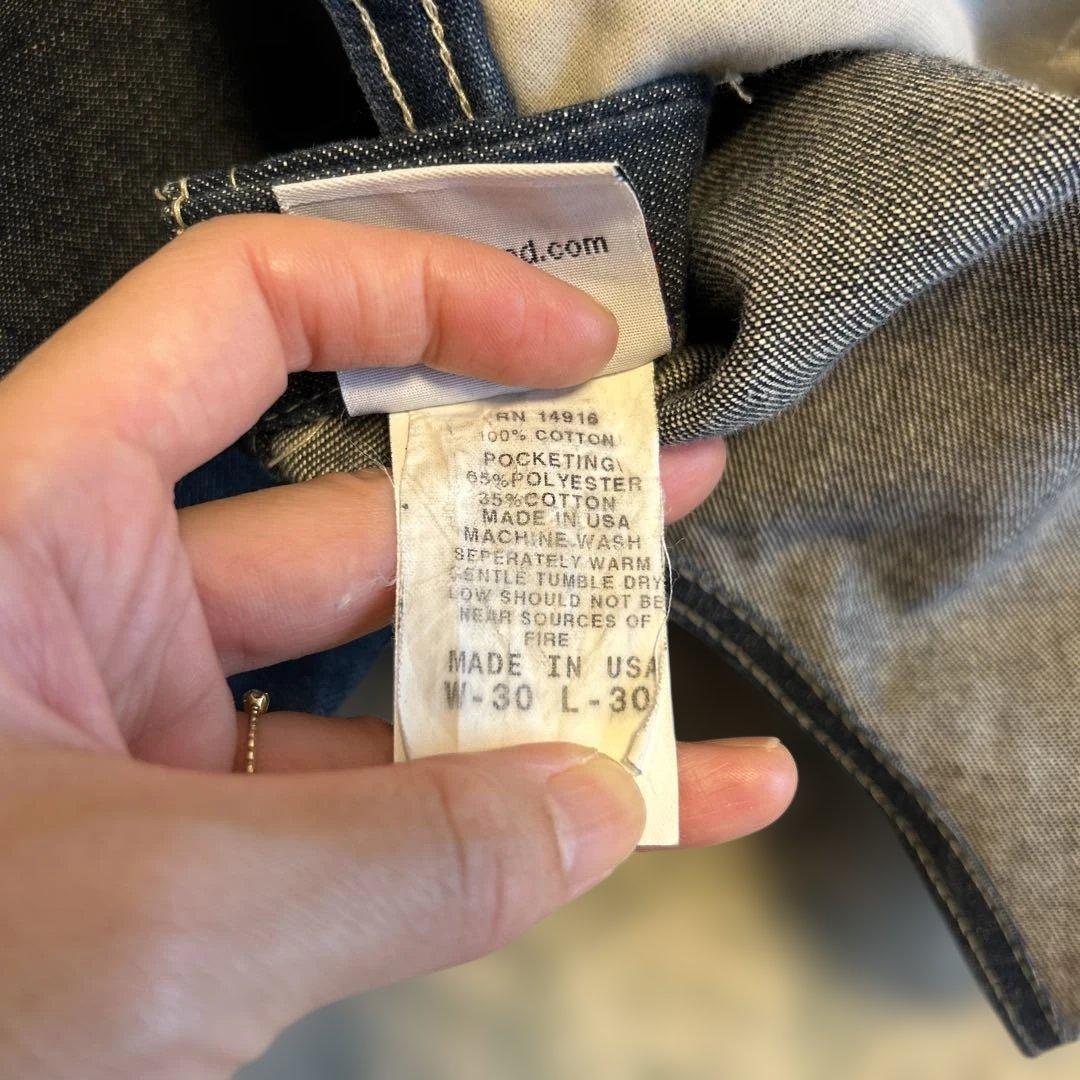 d.com
RN 14916
100% COTTON
POCKETING
65%POLYESTER
35%COTTON
MADE IN USA
MACHINE WASH
SEPERATELY WARM
GENTLE TUMBLE DRY
LOW SHOULD NOT BE
NEAR SOURCES OF
FIRE
MADE IN USA
W-30 L-30